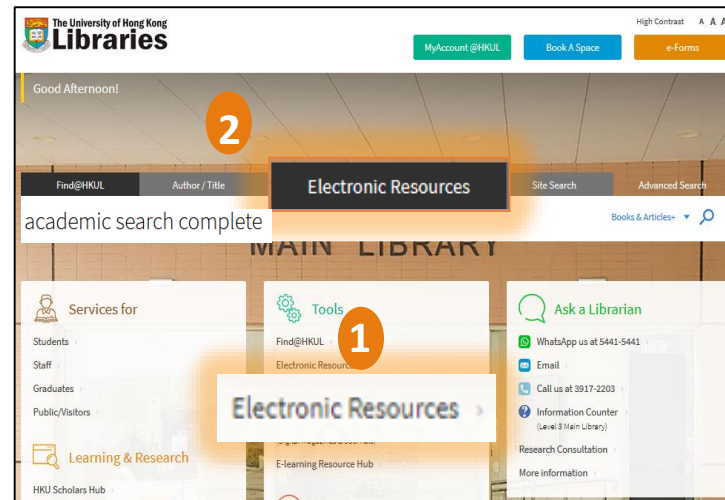 The University of Hong Kong
Libraries
High Contrast A A A
MyAccount @HKUL
Book A Space
e-Forms
Good Afternoon!
2
Find@HKUL
Author / Title
Electronic Resources
Site Search
Advanced Search
academic search complete
Books & Articles+
MAIN LIBRARY
Services for
Students
Staff
Graduates
Public/Visitors
Learning & Research
HKU Scholars Hub
Tools
1
Find@HKUL
Electronic Resources
Electronic Resources
E-learning Resource Hub
Ask a Librarian
WhatsApp us at 5441-5441
Email
Call us at 3917-2203
Information Counter
(Level 3 Main Library)
Research Consultation
More information